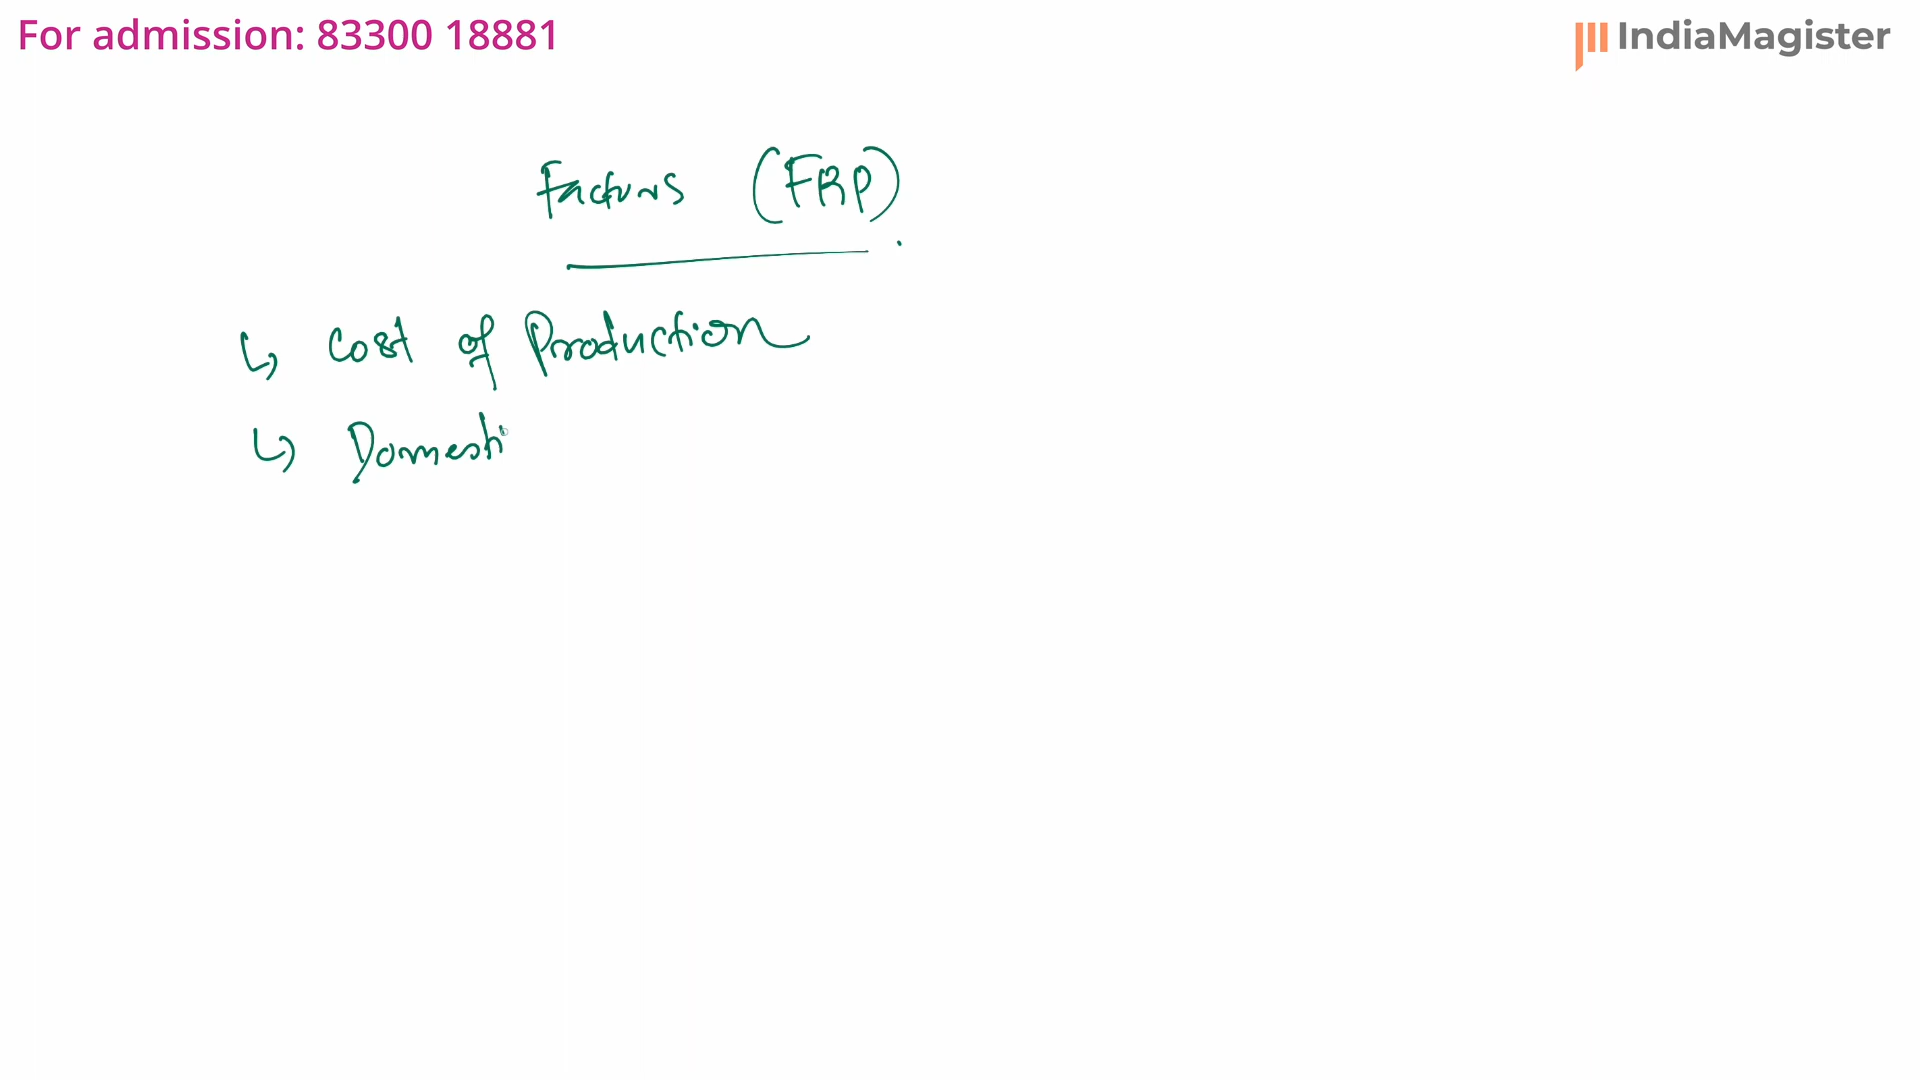 For admission: 83300 18881
IndiaMagister
Factors (FRP)
↳ Cost of Production
↳ Domesti